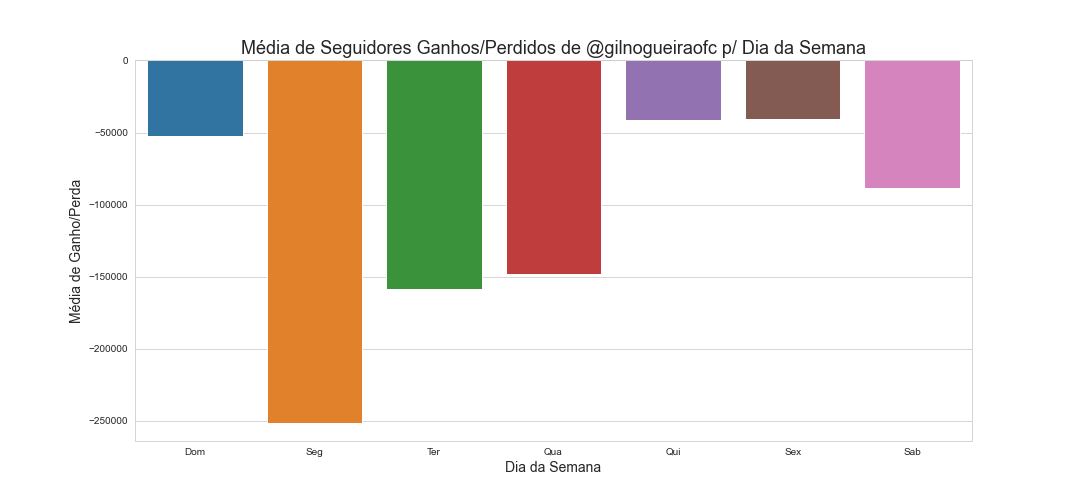 Média de Seguidores Ganhos/Perdidos de @gilnogueiraofc p/ Dia da Semana
Média de Ganho/Perda
0
−50000
−100000
−150000
−200000
−250000
Dom Seg Ter Qua Qui Sex Sab
Dia da Semana